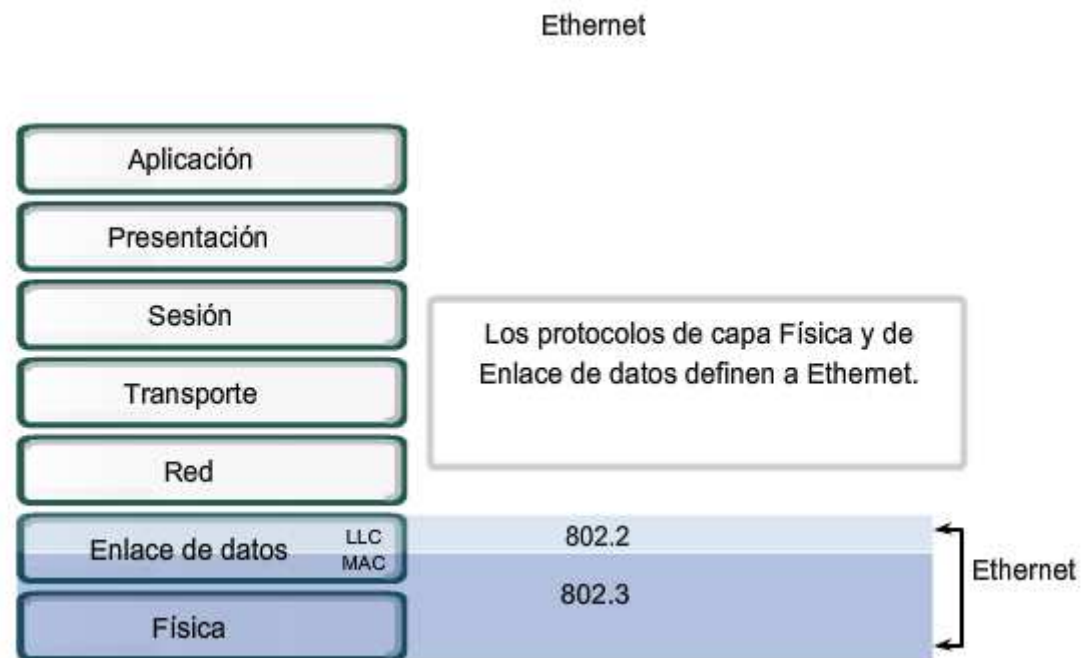 Ethernet
Aplicación
Presentación
Sesión
Transporte
Red
Los protocolos de capa Física y de
Enlace de datos definen a Ethernet.
Enlace de datos
LLC
MAC
Física
802.2
802.3
Ethernet